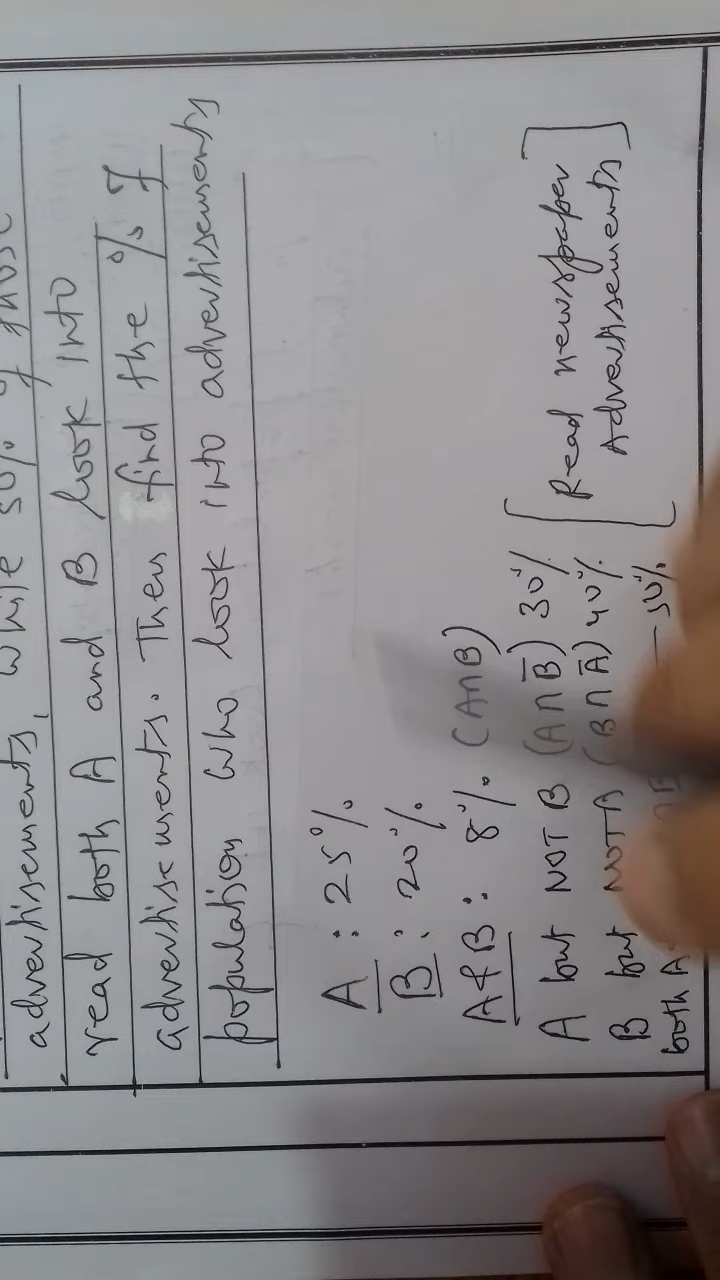 advertisements, while 50% of those
read both A and B look into
advertisements. Then find the % of
population who look into advertisements
A : 25%
B : 20%
A & B : 8% (A∩B)
A but NOT B (A∩B̅) 30% [Read newspaper
B but NOT A (B∩A̅) 40% Advertisements]
both A 50%